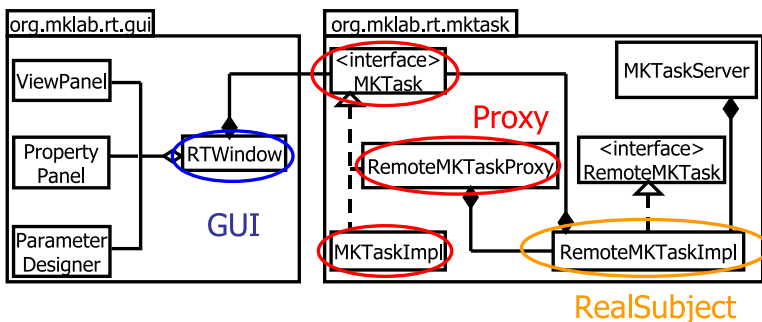 org.mklab.rt.gui
org.mklab.rt.mktask
ViewPanel
Property
Panel
Parameter
Designer
RTWindow
GUI
<interface>
MKTask
Proxy
RemoteMKTaskProxy
MKTaskImpl
MKTaskServer
<interface>
RemoteMKTask
RemoteMKTaskImpl
RealSubject